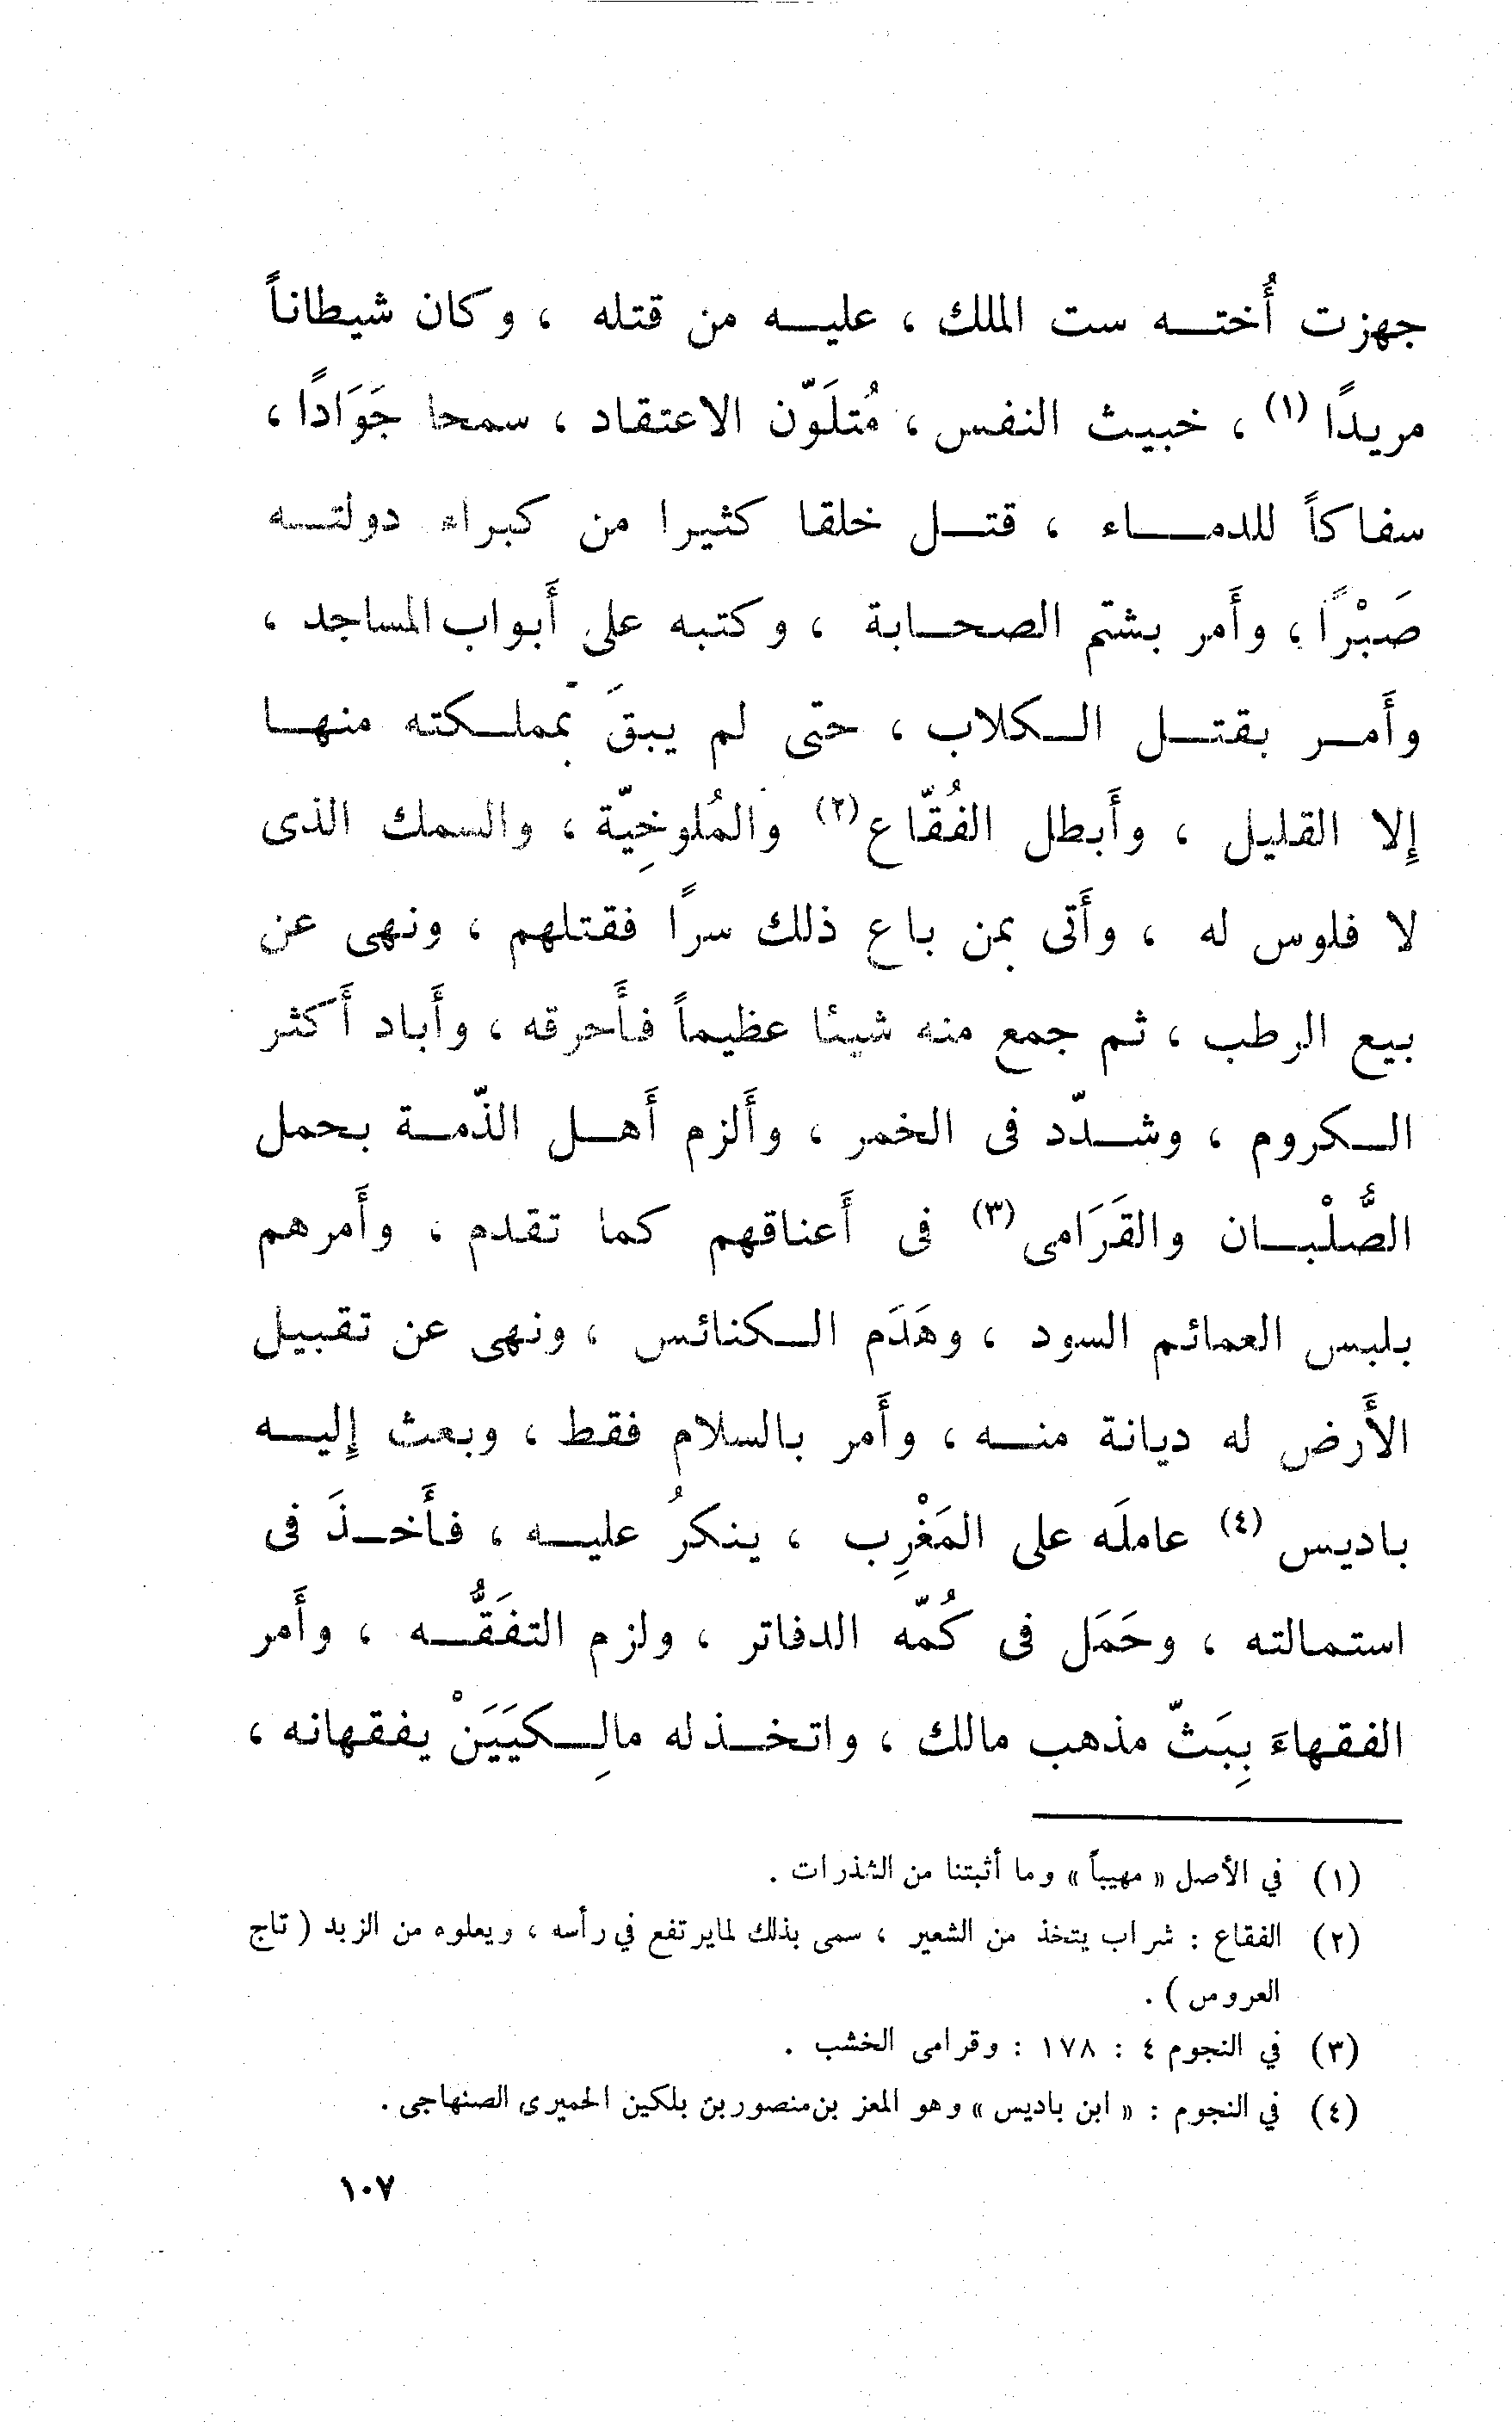 جهزت أُخته ست الملك ، عليه من قتله ، وكان شيطاناً
مريدًا (١) ، خبيث النفس ، مُتلَوّن الاعتقاد ، سمحا جَوَادًا ،
سفاكاً للدماء ، قتل خلقا كثيرا من كبراء دولته
صَبْرًا ، وأَمر بشتم الصحابة ، وكتبه على أَبواب المساجد ،
وأَمر بقتل الكلاب ، حتى لم يبقَ بمملكته منها
إلا القليل ، وأَبطل الفُقّاع (٢) والمُلوخِيّة ، والسمك الذى
لا فلوس له ، وأَتى بمن باع ذلك سرًا فقتلهم ، ونهى عن
بيع الرطب ، ثم جمع منه شيئا عظيماً فأَحرقه ، وأَباد أَكثر
الكروم ، وشدّد فى الخمر ، وأَلزم أَهل الذّمة بحمل
الصُّلْبان والقَرَامى (٣) فى أَعناقهم كما تقدم ، وأَمرهم
بلبس العمائم السود ، وهَدَم الكنائس ، ونهى عن تقبيل
الأَرض له ديانة منه ، وأَمر بالسلام فقط ، وبعث إليه
باديس (٤) عاملَه على المَغْرِب ، ينكرُ عليه ، فأَخذَ فى
استمالته ، وحَمَل فى كُمّه الدفاتر ، ولزم التفَقُّه ، وأَمر
الفقهاءَ بِبَثّ مذهب مالك ، واتخذ له مالِكيَيَنْ يفقهانه ،
(١) في الأصل « مهيباً » وما أثبتنا من الشذرات .
(٢) الفقاع : شراب يتخذ من الشعير ، سمى بذلك لما يرتفع في رأسه ، ويعلوه من الزبد ( تاج
العروس ) .
(٣) في النجوم ٤ : ١٧٨ : وقرامى الخشب .
(٤) في النجوم : « ابن باديس » وهو المعز بن منصور بن بلكين الحميرى الصنهاجى .
١٠٧